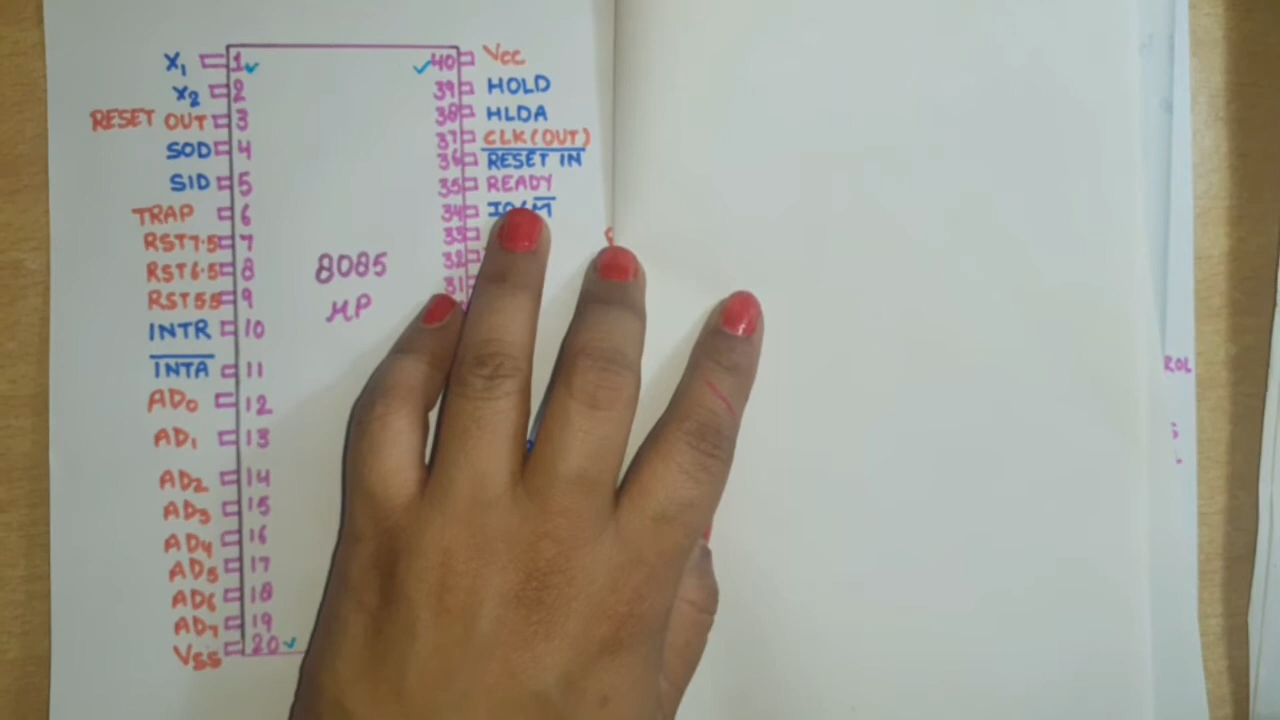 X1 1 40 Vcc
X2 2 39 HOLD
RESET OUT 3 38 HLDA
SOD 4 37 CLK(OUT)
SID 5 36 RESET IN
TRAP 6 35 READY
RST7.5 7 34
RST6.5 8 33
RST5.5 9 32
INTR 10 31
INTA 11
AD0 12
AD1 13
AD2 14
AD3 15
AD4 16
AD5 17
AD6 18
AD7 19
Vss 20
8085
μP
ROL